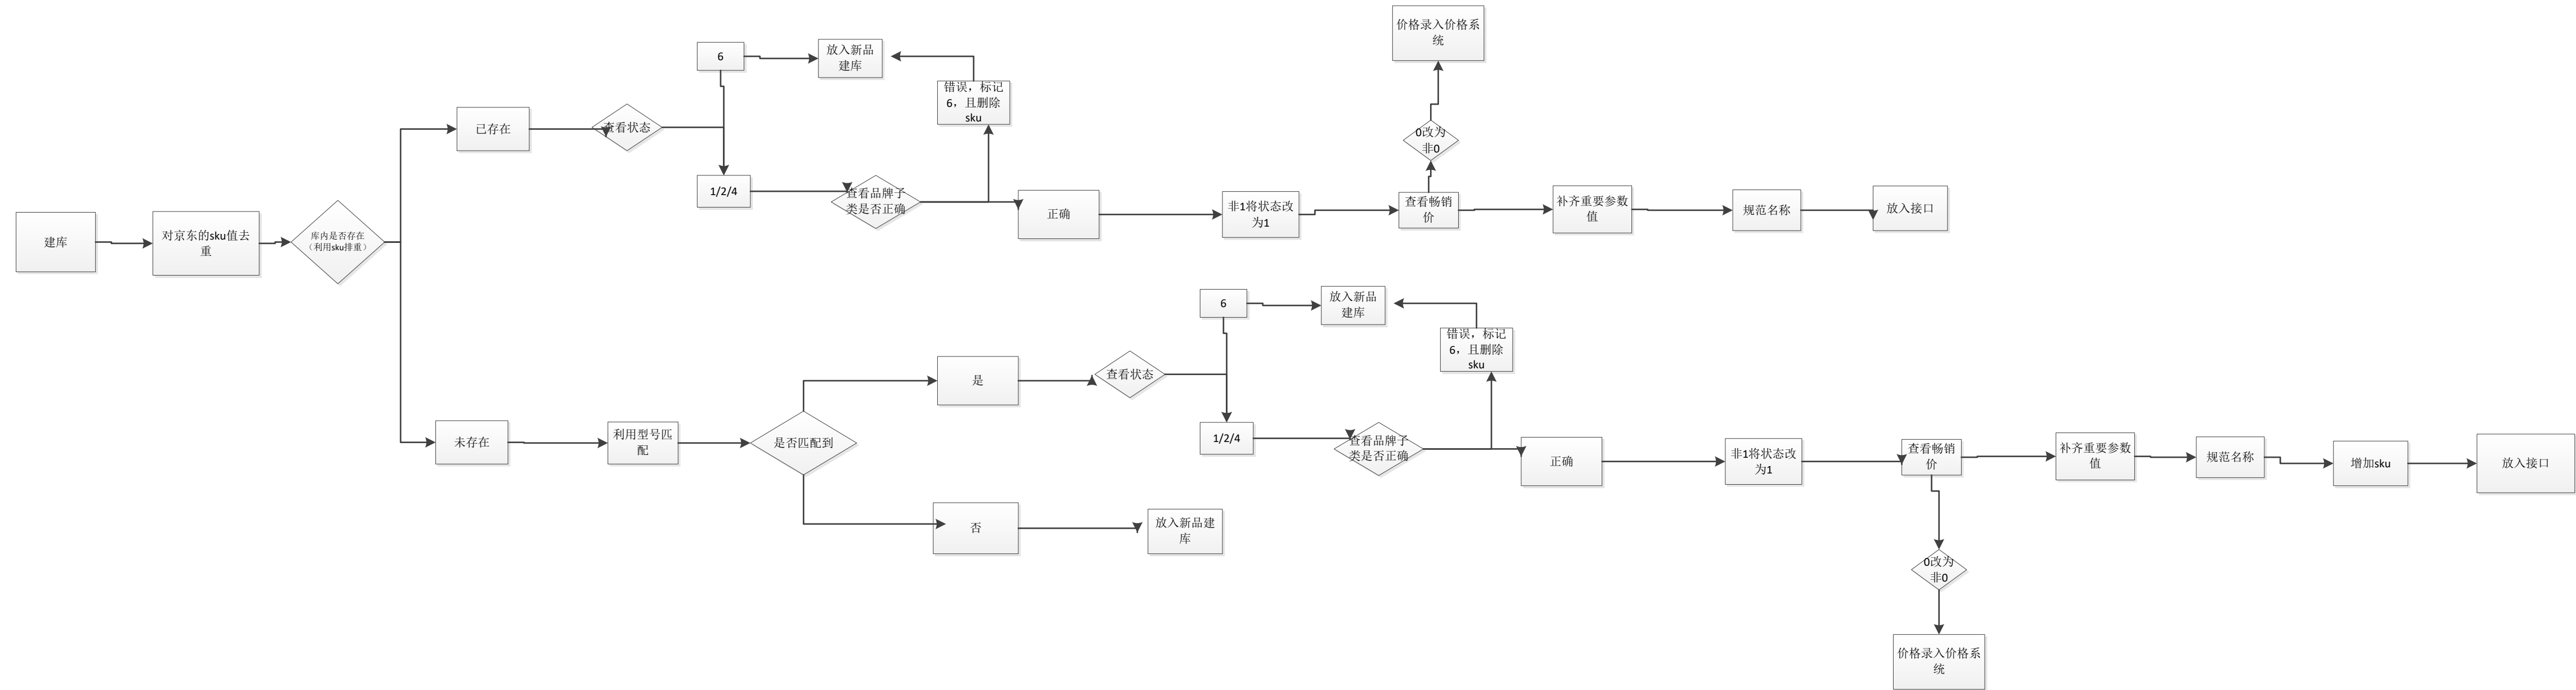 建库
对京东的sku值去
重
库内是否存在
（利用sku排重）
已存在
查看状态
6
放入新品
建库
错误，标记
6，且删除
sku
1/2/4
查看品牌子
类是否正确
正确
非1将状态改
为1
查看畅销
价
0改为
非0
价格录入价格系
统
补齐重要参数
值
规范名称
放入接口
未存在
利用型号匹
配
是否匹配到
是
查看状态
6
放入新品
建库
错误，标记
6，且删除
sku
1/2/4
查看品牌子
类是否正确
正确
非1将状态改
为1
查看畅销
价
0改为
非0
价格录入价格系
统
补齐重要参数
值
规范名称
增加sku
放入接口
否
放入新品建
库